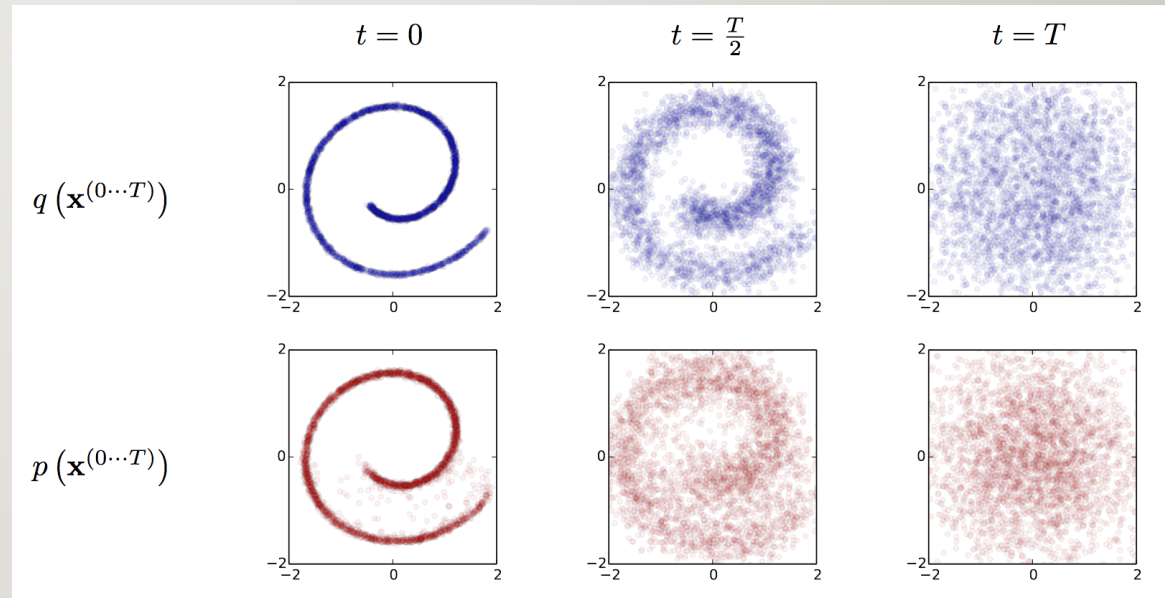 t = 0 t = T/2 t = T
2 2 2
q (x^(0···T)) 0 0 0
−2 −2 −2
−2 0 2 −2 0 2 −2 0 2
2 2 2
p (x^(0···T)) 0 0 0
−2 −2 −2
−2 0 2 −2 0 2 −2 0 2